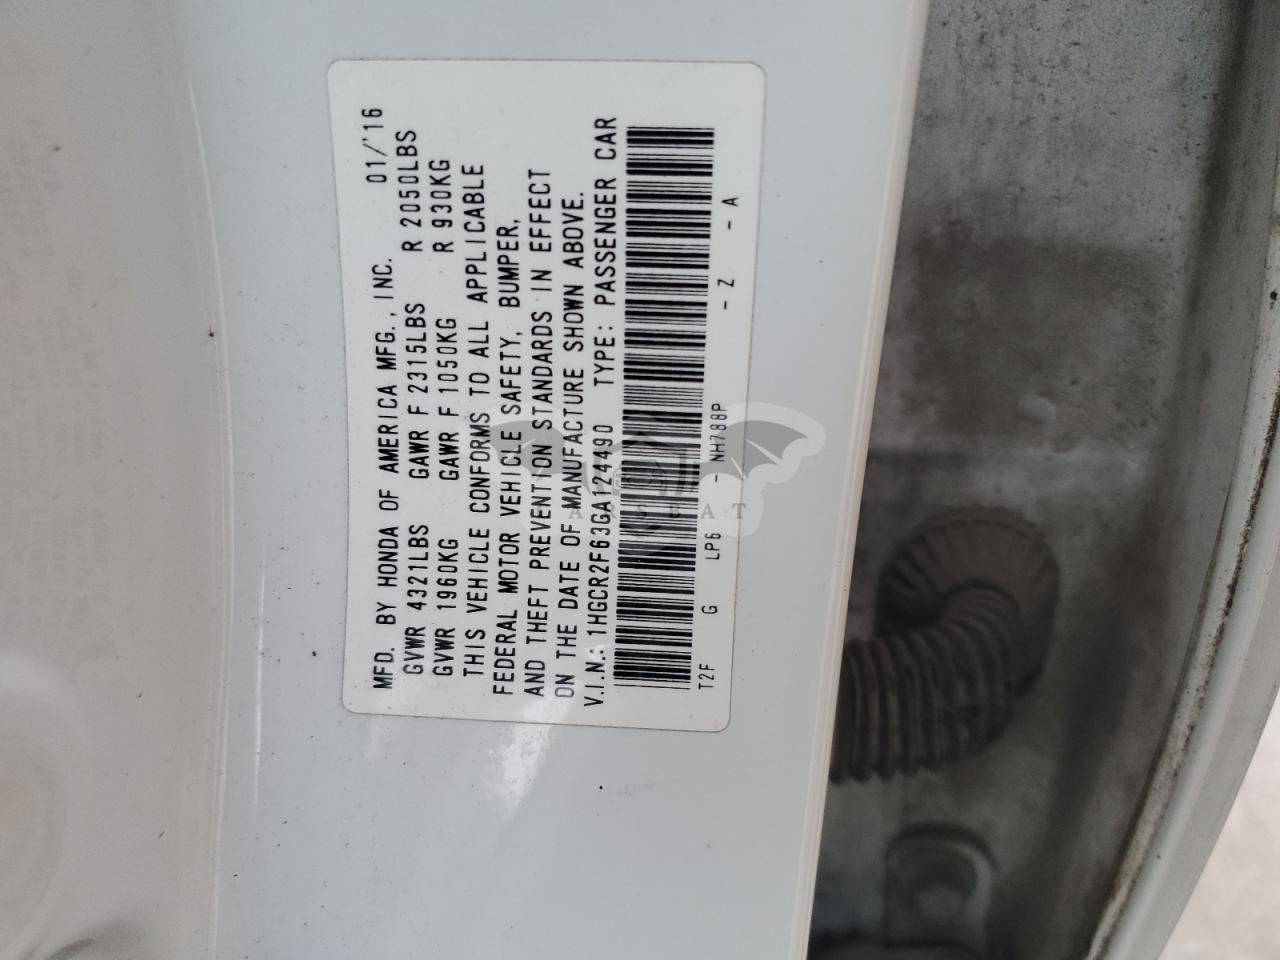 MFD. BY HONDA OF AMERICA MFG., INC. 01/'16
GVWR 4321LBS GAWR F 2315LBS R 2050LBS
GVWR 1960KG GAWR F 1050KG R 930KG
THIS VEHICLE CONFORMS TO ALL APPLICABLE
FEDERAL MOTOR VEHICLE SAFETY, BUMPER,
AND THEFT PREVENTION STANDARDS IN EFFECT
ON THE DATE OF MANUFACTURE SHOWN ABOVE.
V.I.N.: 1HGCR2F63GA124490 TYPE: PASSENGER CAR
T2F G LP6 - NH788P - Z - A
CARSBAT